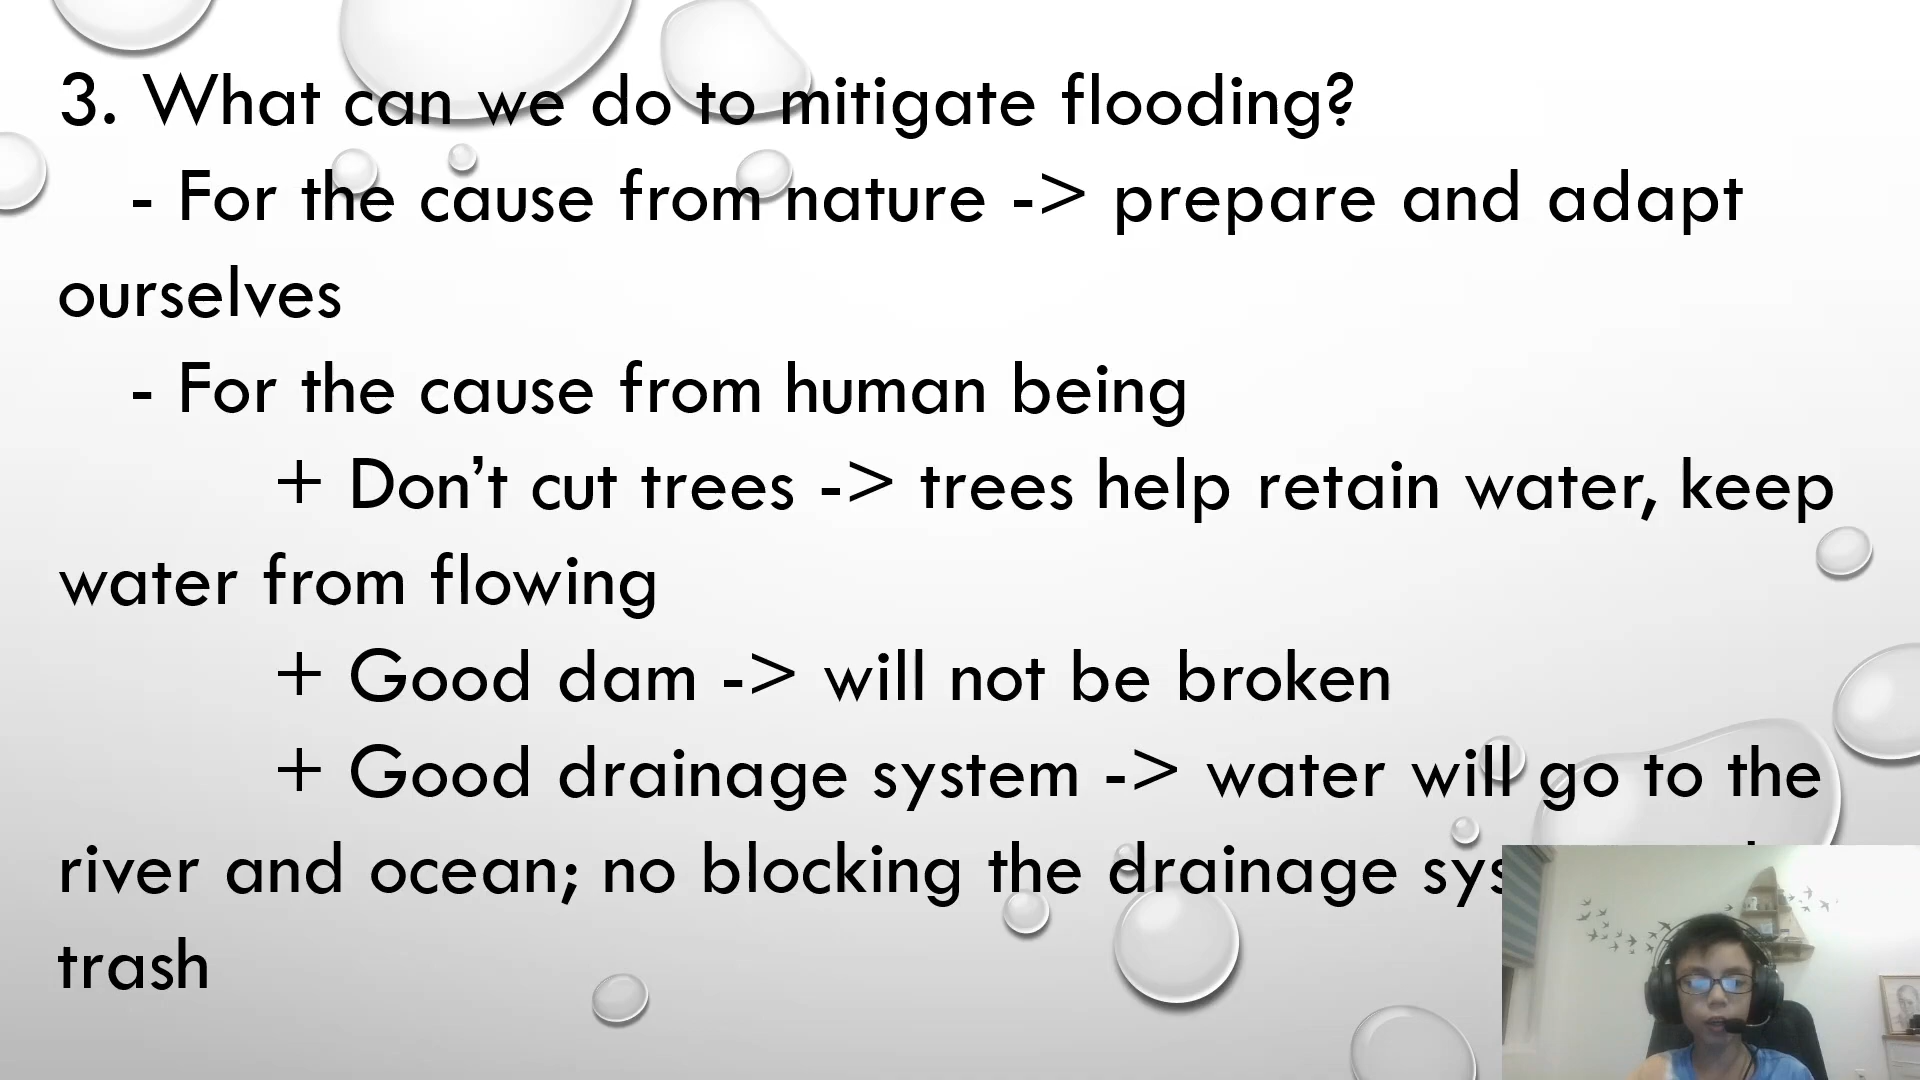 3. What can we do to mitigate flooding?
- For the cause from nature -> prepare and adapt
ourselves
- For the cause from human being
+ Don’t cut trees -> trees help retain water, keep
water from flowing
+ Good dam -> will not be broken
+ Good drainage system -> water will go to the
river and ocean; no blocking the drainage
trash